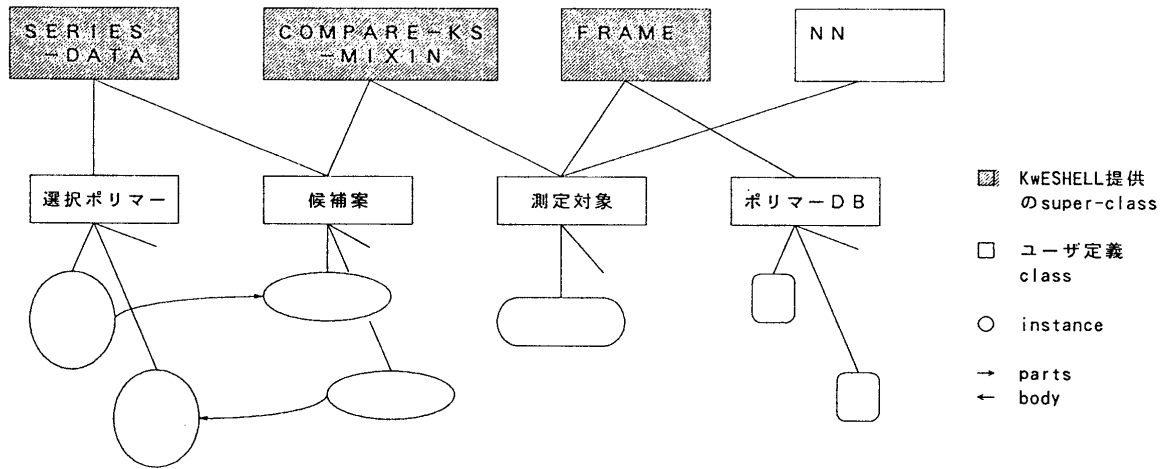 SERIES
-DATA
COMPARE-KS
-MIXIN
FRAME
NN
選択ポリマー
候補案
測定対象
ポリマーDB
KwESHELL提供
のsuper-class
ユーザ定義
class
instance
→ parts
← body